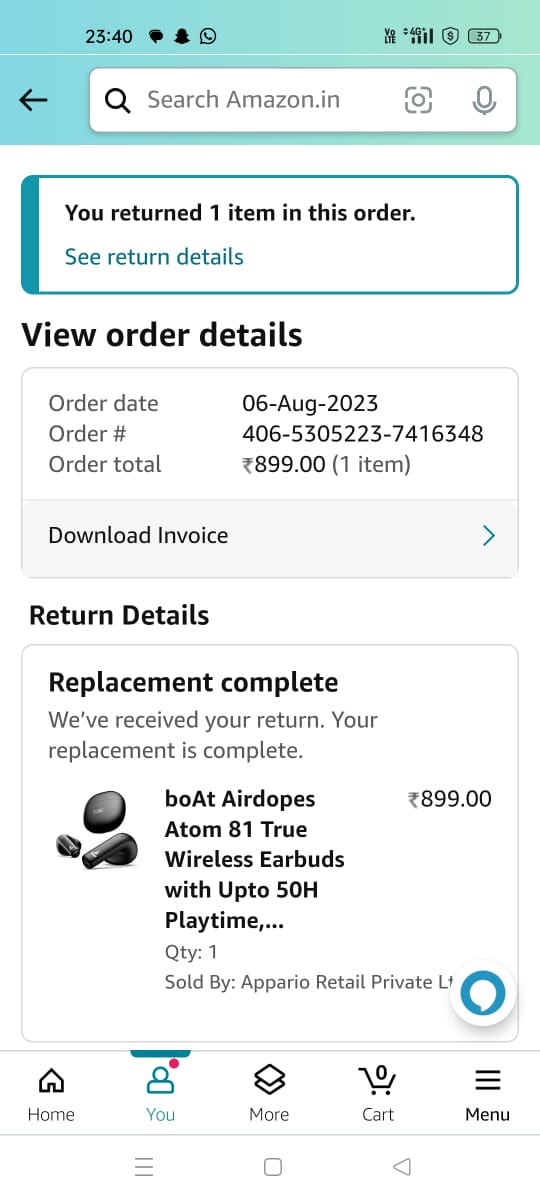 23:40
Vo LTE 4G+ 37
Search Amazon.in
You returned 1 item in this order.
See return details
View order details
Order date 06-Aug-2023
Order # 406-5305223-7416348
Order total ₹899.00 (1 item)
Download Invoice
Return Details
Replacement complete
We've received your return. Your
replacement is complete.
boAt Airdopes ₹899.00
Atom 81 True
Wireless Earbuds
with Upto 50H
Playtime,...
Qty: 1
Sold By: Appario Retail Private Lt
0
Home You More Cart Menu